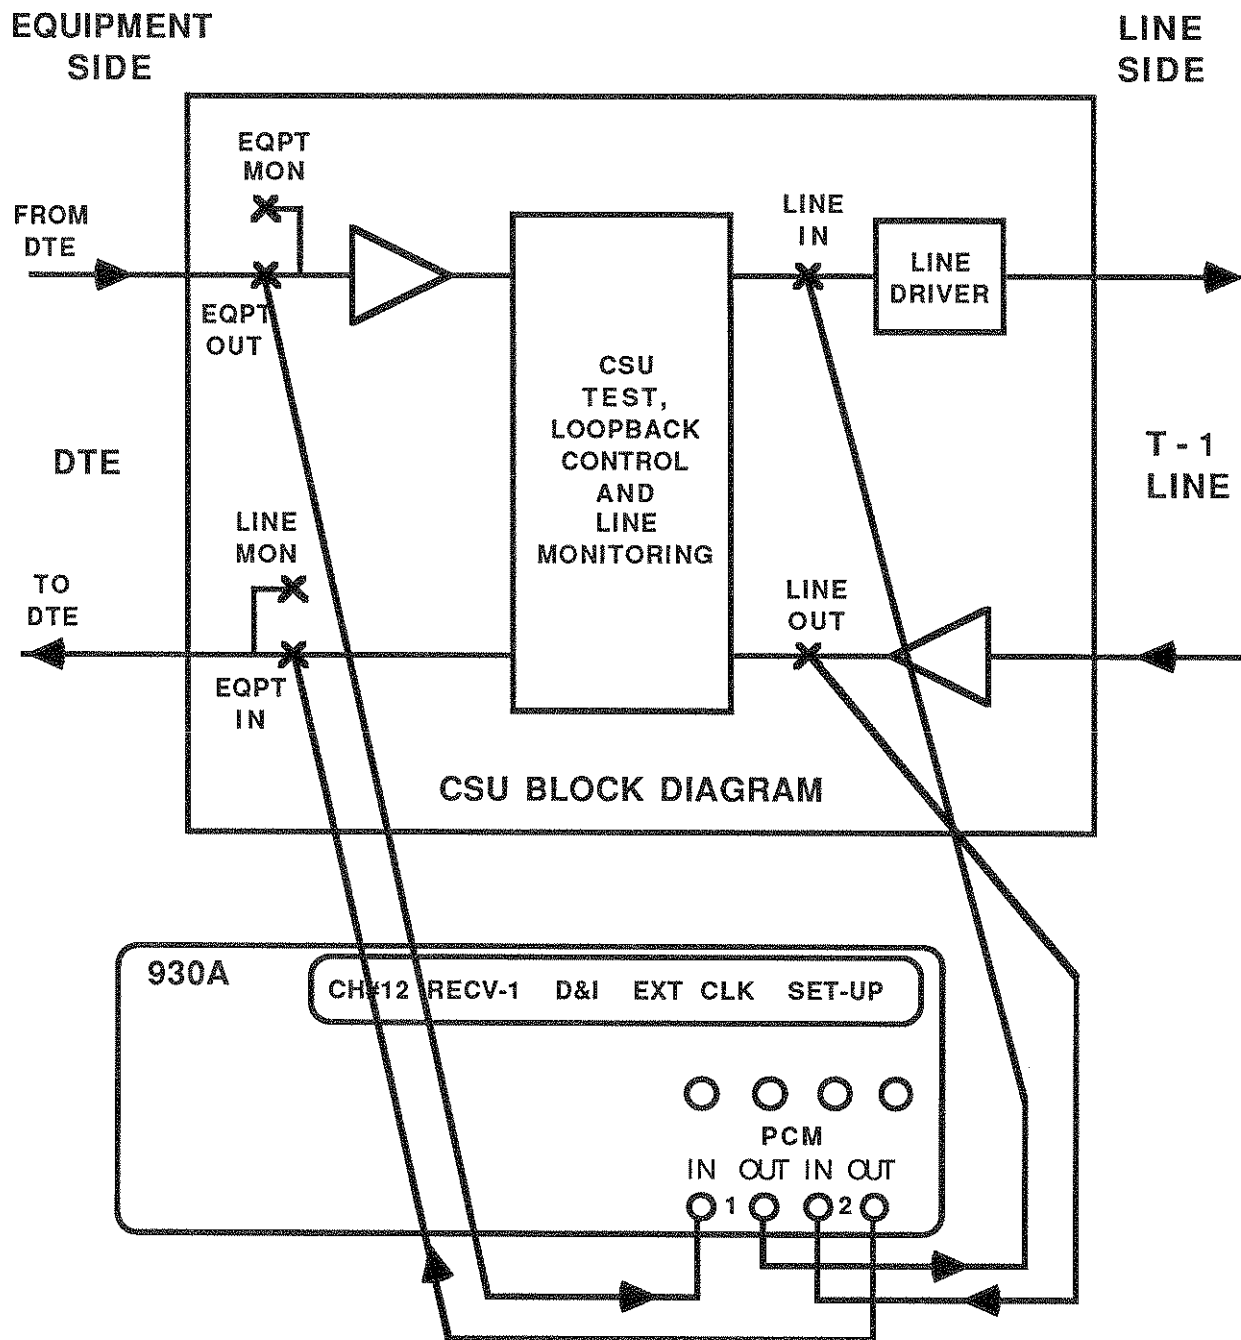 EQUIPMENT
SIDE
LINE
SIDE
EQPT
MON
FROM
DTE
LINE
IN
LINE
DRIVER
EQPT
OUT
CSU
TEST,
LOOPBACK
CONTROL
AND
LINE
MONITORING
DTE
T-1
LINE
LINE
MON
TO
DTE
LINE
OUT
EQPT
IN
CSU BLOCK DIAGRAM
930A
CH#12 RECV-1 D&I EXT CLK SET-UP
PCM
IN OUT IN OUT
1 2